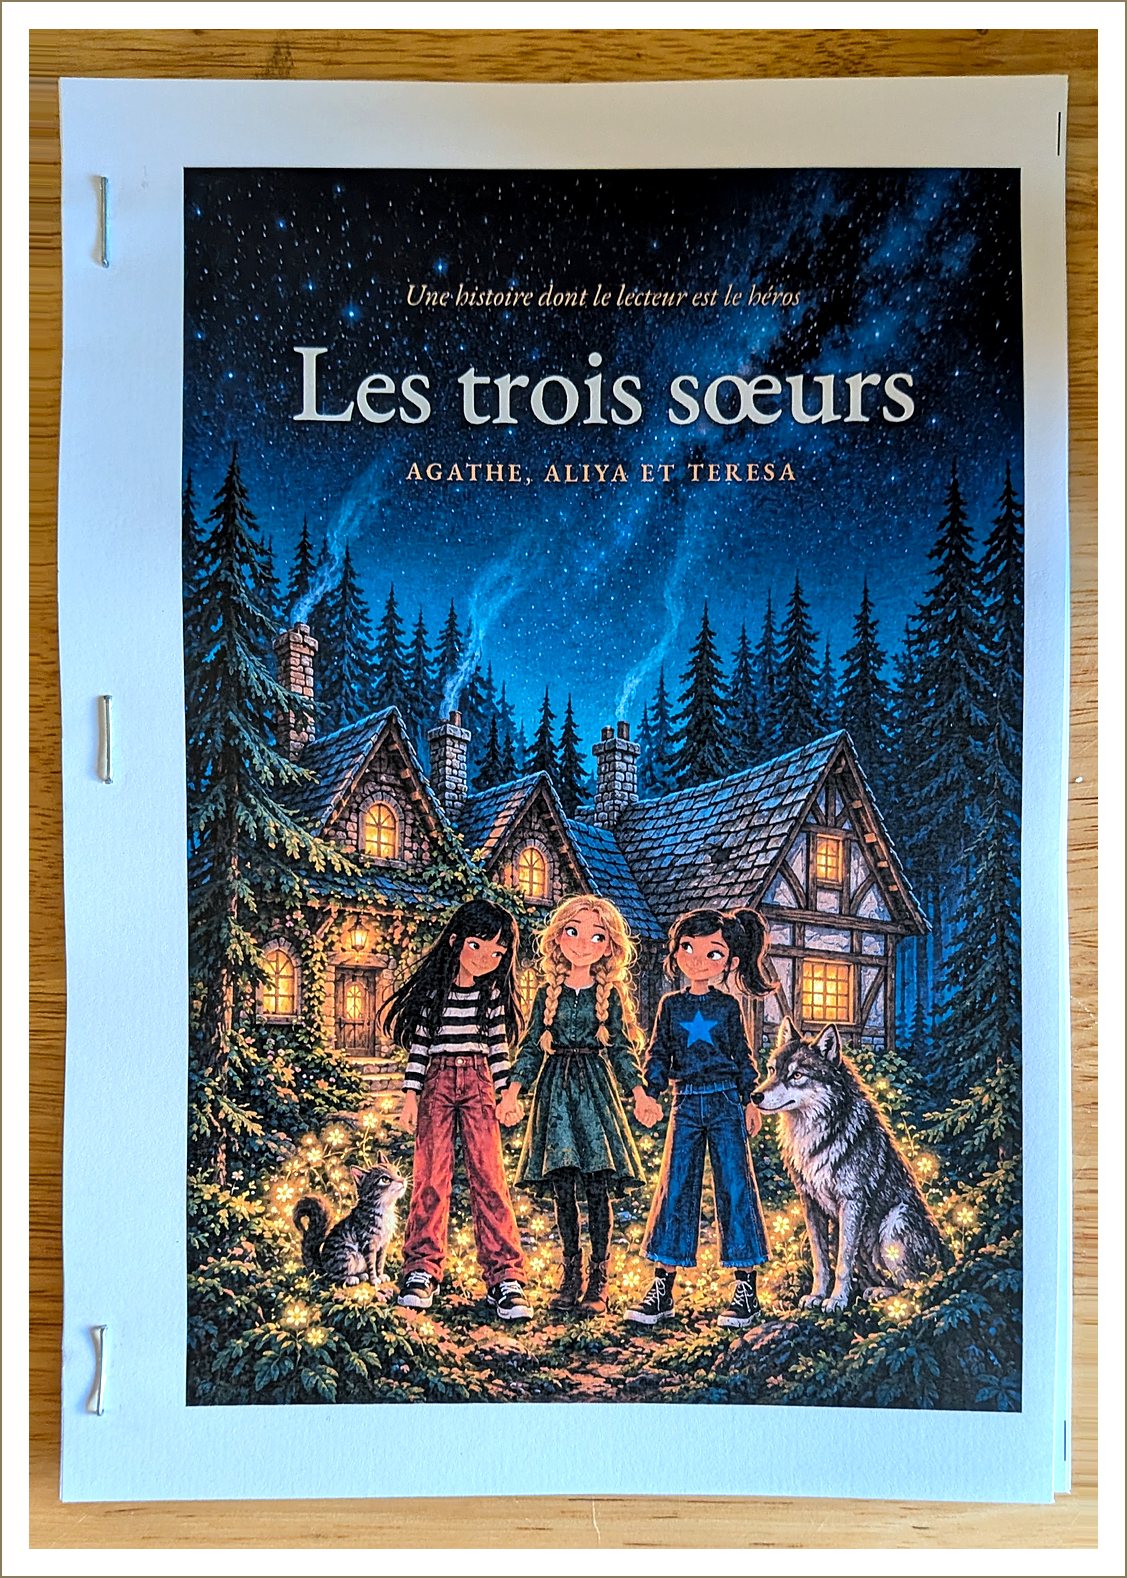 Une histoire dont le lecteur est le héros
Les trois sœurs
AGATHE, ALIYA ET TERESA